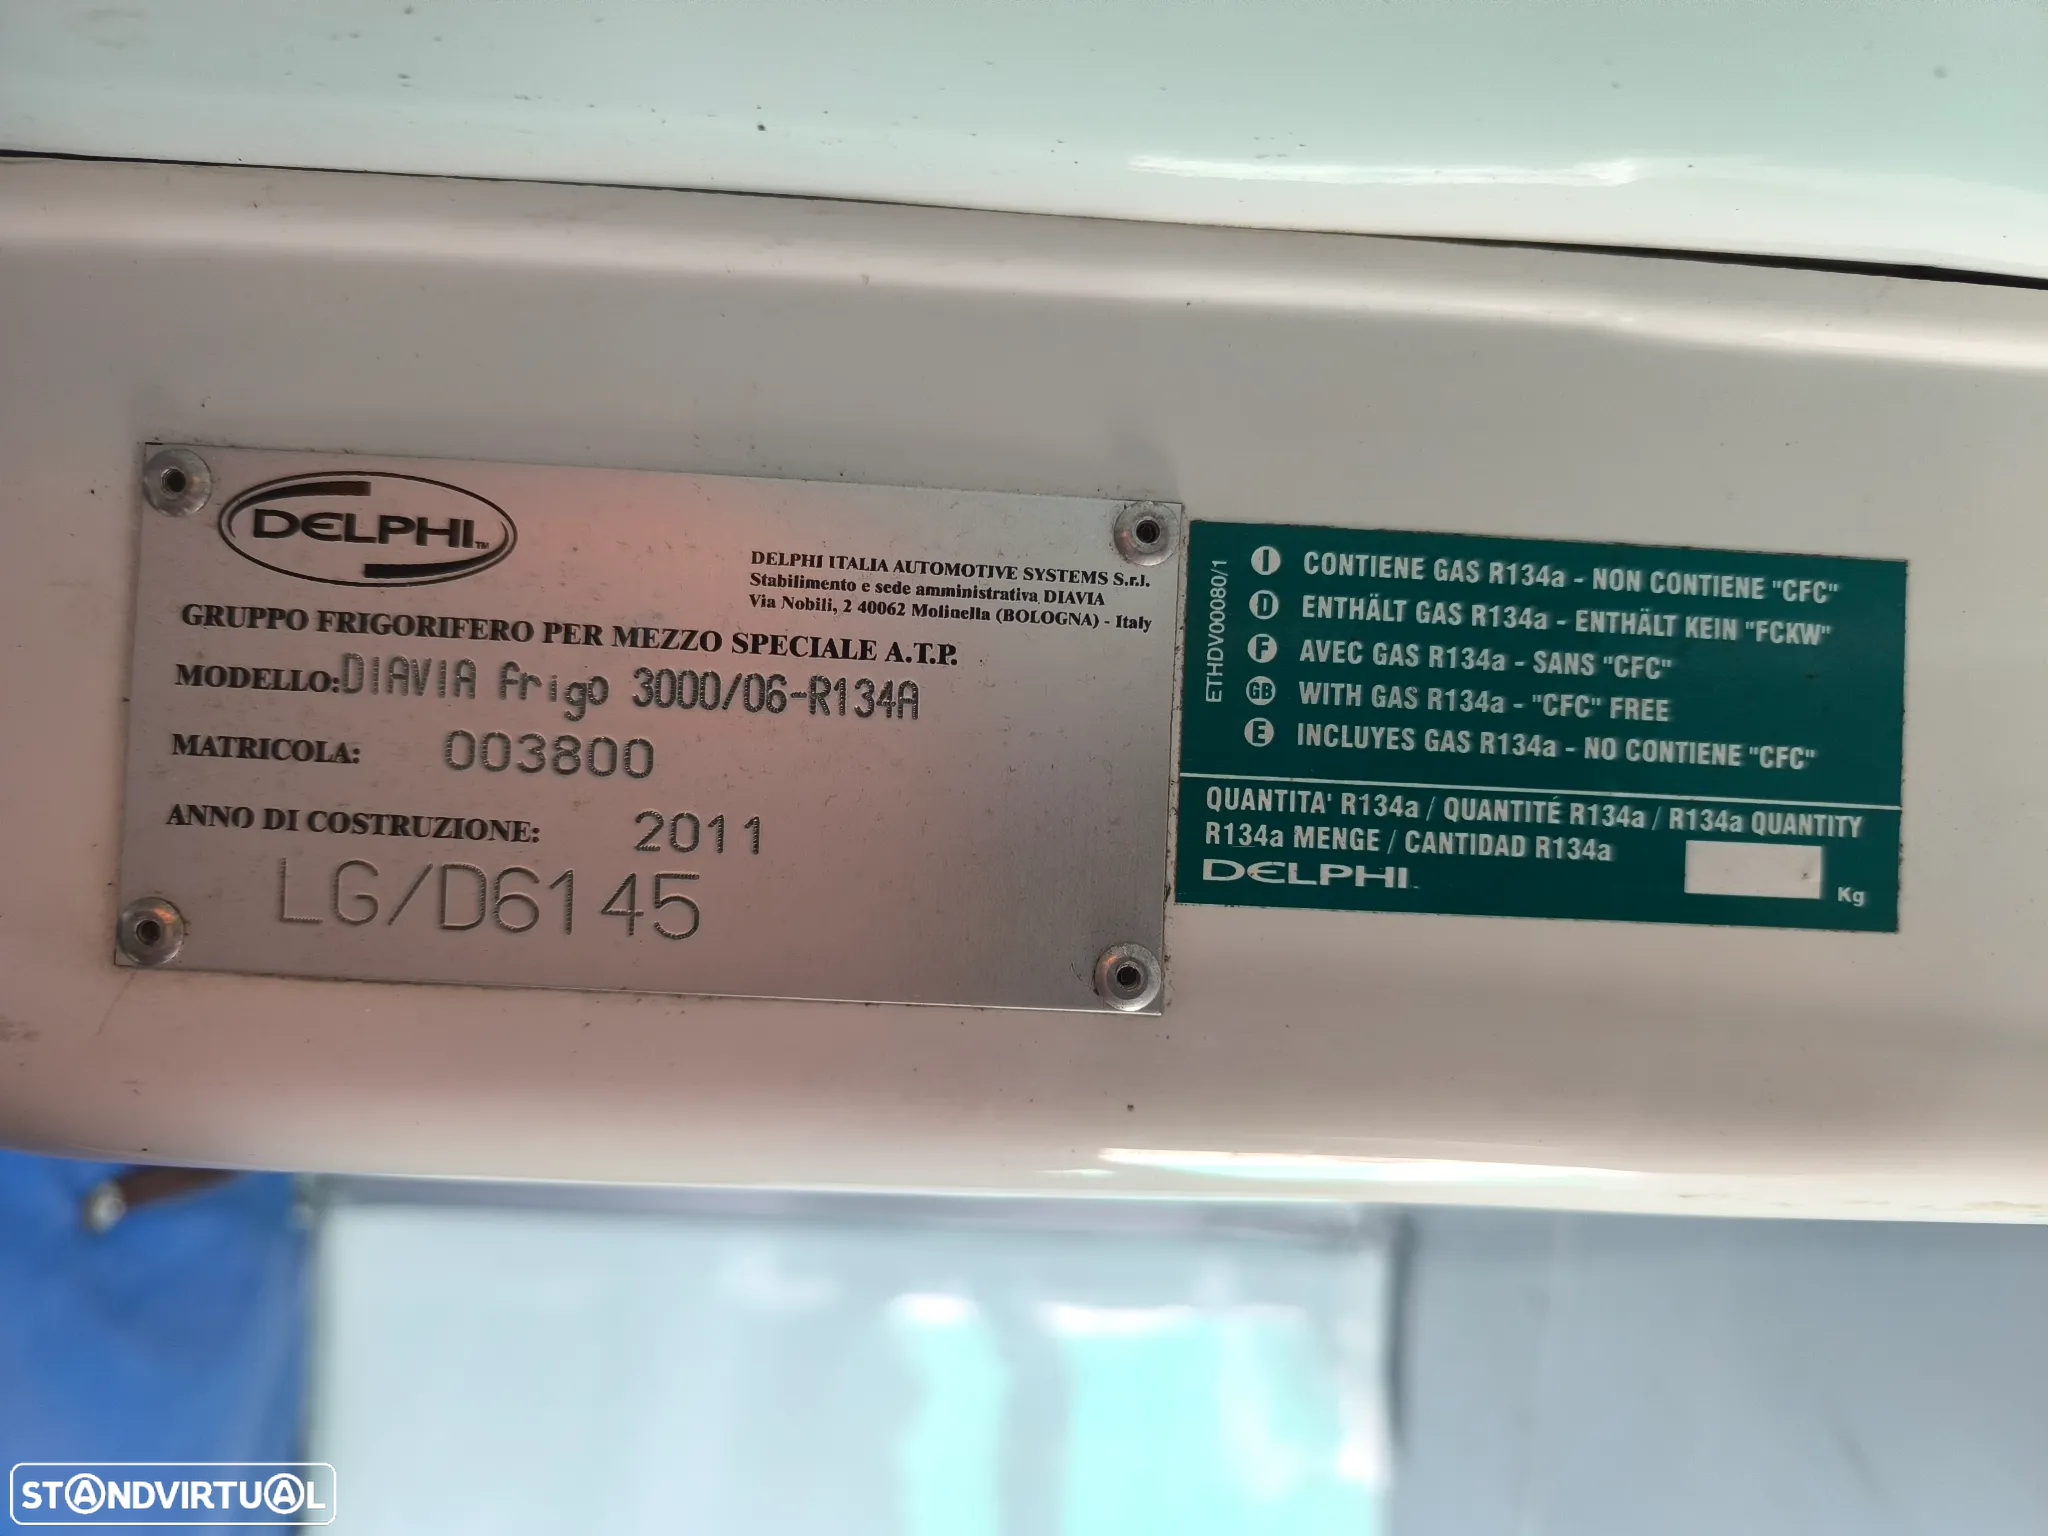 DELPHI™
DELPHI ITALIA AUTOMOTIVE SYSTEMS S.r.l.
Stabilimento e sede amministrativa DIAVIA
Via Nobili, 2 40062 Molinella (BOLOGNA) - Italy
GRUPPO FRIGORIFERO PER MEZZO SPECIALE A.T.P.
MODELLO: DIAVIA frigo 3000/06-R134A
MATRICOLA: 003800
ANNO DI COSTRUZIONE: 2011
LG/D6145
ETHDV00080/1
I CONTIENE GAS R134a - NON CONTIENE "CFC"
D ENTHÄLT GAS R134a - ENTHÄLT KEIN "FCKW"
F AVEC GAS R134a - SANS "CFC"
GB WITH GAS R134a - "CFC" FREE
E INCLUYES GAS R134a - NO CONTIENE "CFC"
QUANTITA' R134a / QUANTITÉ R134a / R134a QUANTITY
R134a MENGE / CANTIDAD R134a
DELPHI
Kg
STANDVIRTUAL